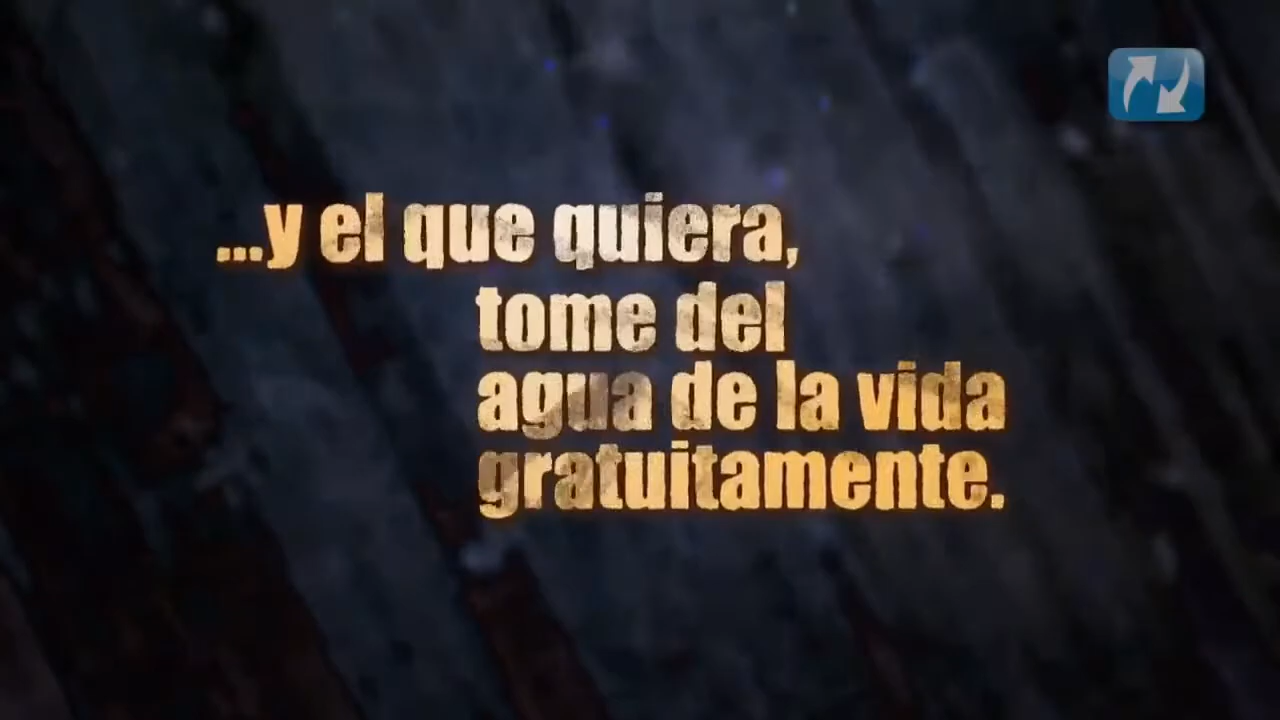 ...y el que quiera,
tome del
agua de la vida
gratuitamente.